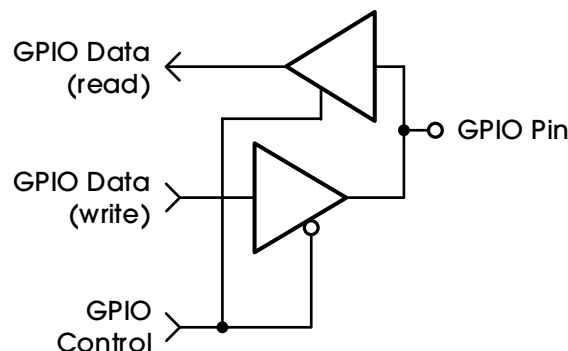 GPIO Data
(read)
GPIO Pin
GPIO Data
(write)
GPIO
Control